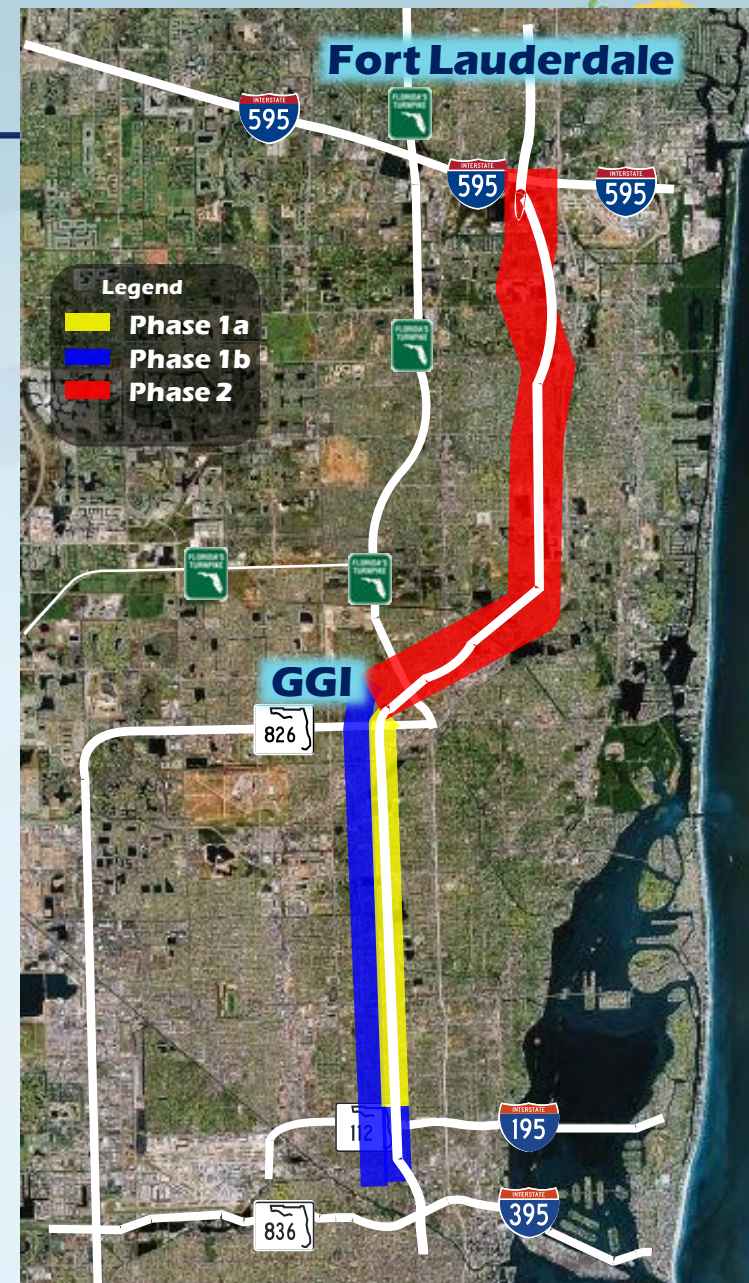 Fort Lauderdale
FLORIDA'S
TURNPIKE
INTERSTATE
595
INTERSTATE
595
INTERSTATE
595
Legend
Phase 1a
Phase 1b
Phase 2
FLORIDA'S
TURNPIKE
FLORIDA'S
TURNPIKE
FLORIDA'S
TURNPIKE
GGI
826
112
INTERSTATE
195
INTERSTATE
395
836